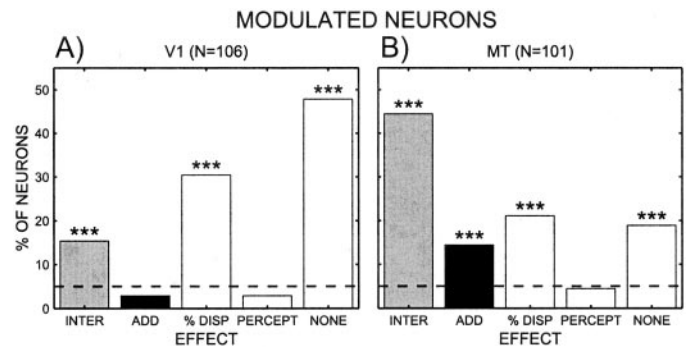 MODULATED NEURONS
A) V1 (N=106)
B) MT (N=101)
% OF NEURONS
50
40
30
20
10
0
*** *** ***
*** *** *** ***
INTER ADD % DISP PERCEPT NONE
EFFECT
INTER ADD % DISP PERCEPT NONE
EFFECT